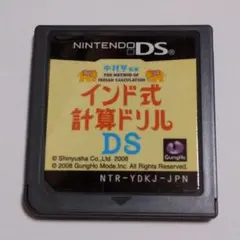 NINTENDO DS
中村亨監修
THE METHOD OF
INDIAN CALCULATION
インド式
計算ドリル
DS
GungHo
© Shinyusha Co.,Ltd. 2008
© 2008 GungHo Mode,Inc. All Rights Reserved.
NTR-YDKJ-JPN